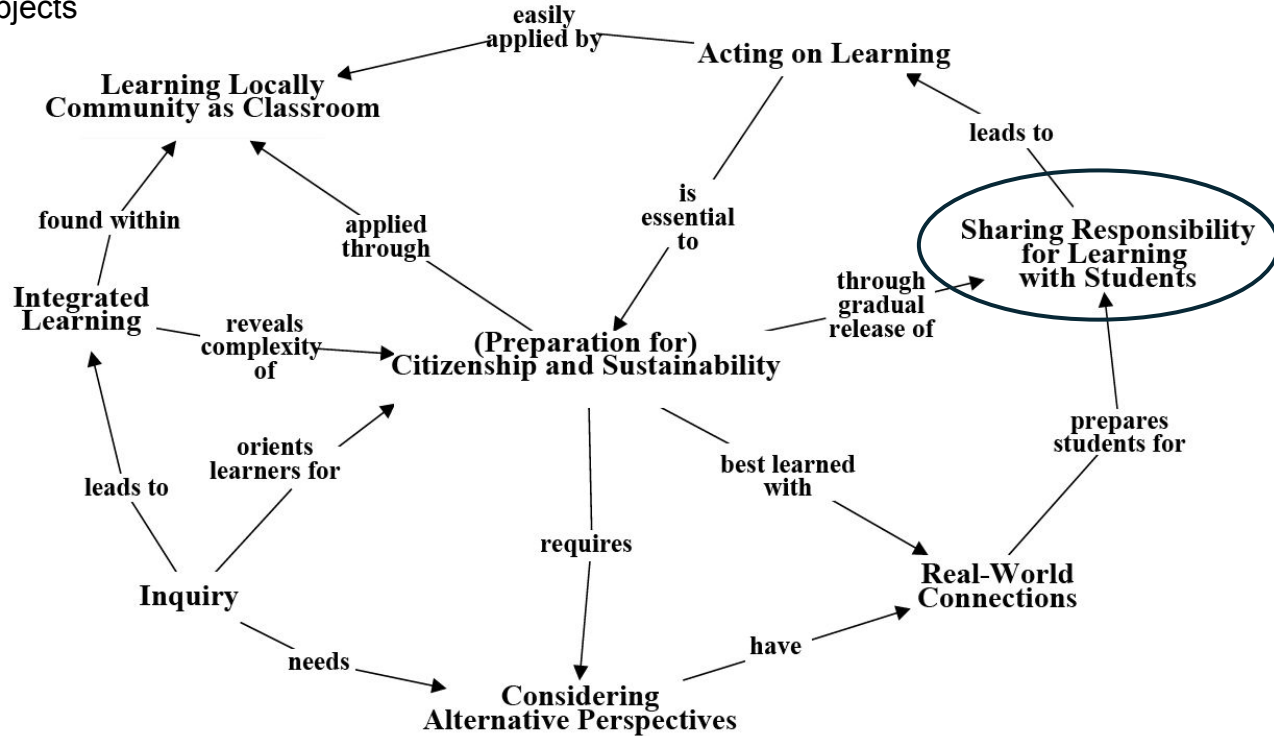 easily
applied by
Acting on Learning
Learning Locally
Community as Classroom
leads to
found within
applied
through
is
essential
to
Sharing Responsibility
for Learning
with Students
through
gradual
release of
Integrated
Learning
reveals
complexity
of
(Preparation for)
Citizenship and Sustainability
orients
learners for
leads to
best learned
with
prepares
students for
requires
Inquiry
Real-World
Connections
needs
have
Considering
Alternative Perspectives